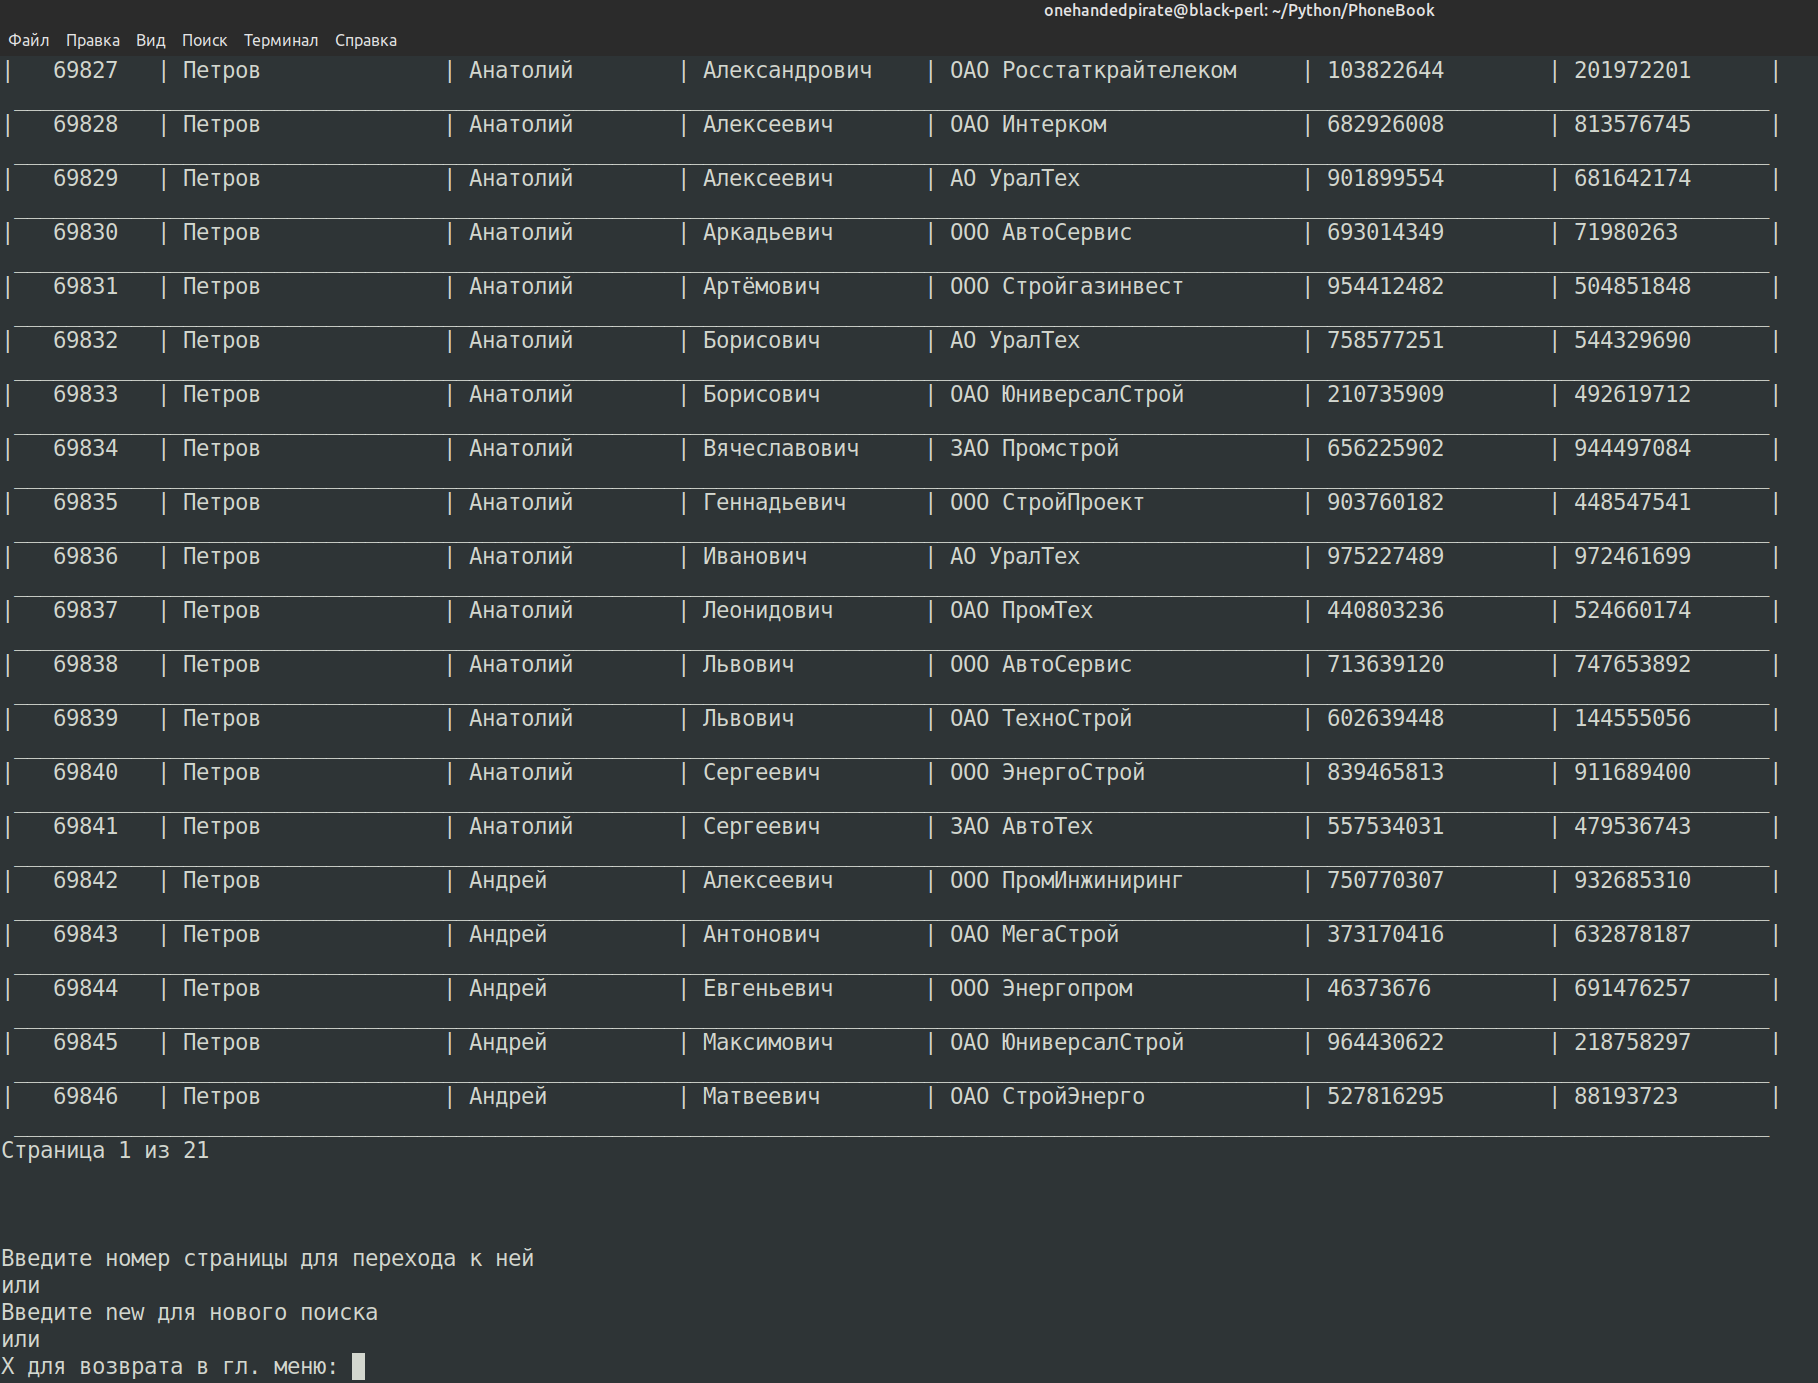 onehandedpirate@black-perl: ~/Python/PhoneBook
Файл Правка Вид Поиск Терминал Справка
| 69827 | Петров | Анатолий | Александрович | ОАО Росстаткрайтелеком | 103822644 | 201972201 |
| 69828 | Петров | Анатолий | Алексеевич | ОАО Интерком | 682926008 | 813576745 |
| 69829 | Петров | Анатолий | Алексеевич | АО УралТех | 901899554 | 681642174 |
| 69830 | Петров | Анатолий | Аркадьевич | ООО АвтоСервис | 693014349 | 71980263 |
| 69831 | Петров | Анатолий | Артёмович | ООО Стройгазинвест | 954412482 | 504851848 |
| 69832 | Петров | Анатолий | Борисович | АО УралТех | 758577251 | 544329690 |
| 69833 | Петров | Анатолий | Борисович | ОАО ЮниверсалСтрой | 210735909 | 492619712 |
| 69834 | Петров | Анатолий | Вячеславович | ЗАО Промстрой | 656225902 | 944497084 |
| 69835 | Петров | Анатолий | Геннадьевич | ООО СтройПроект | 903760182 | 448547541 |
| 69836 | Петров | Анатолий | Иванович | АО УралТех | 975227489 | 972461699 |
| 69837 | Петров | Анатолий | Леонидович | ОАО ПромТех | 440803236 | 524660174 |
| 69838 | Петров | Анатолий | Львович | ООО АвтоСервис | 713639120 | 747653892 |
| 69839 | Петров | Анатолий | Львович | ОАО ТехноСтрой | 602639448 | 144555056 |
| 69840 | Петров | Анатолий | Сергеевич | ООО ЭнергоСтрой | 839465813 | 911689400 |
| 69841 | Петров | Анатолий | Сергеевич | ЗАО АвтоТех | 557534031 | 479536743 |
| 69842 | Петров | Андрей | Алексеевич | ООО ПромИнжиниринг | 750770307 | 932685310 |
| 69843 | Петров | Андрей | Антонович | ОАО МегаСтрой | 373170416 | 632878187 |
| 69844 | Петров | Андрей | Евгеньевич | ООО Энергопром | 46373676 | 691476257 |
| 69845 | Петров | Андрей | Максимович | ОАО ЮниверсалСтрой | 964430622 | 218758297 |
| 69846 | Петров | Андрей | Матвеевич | ОАО СтройЭнерго | 527816295 | 88193723 |
Страница 1 из 21
Введите номер страницы для перехода к ней
или
Введите new для нового поиска
или
Х для возврата в гл. меню: